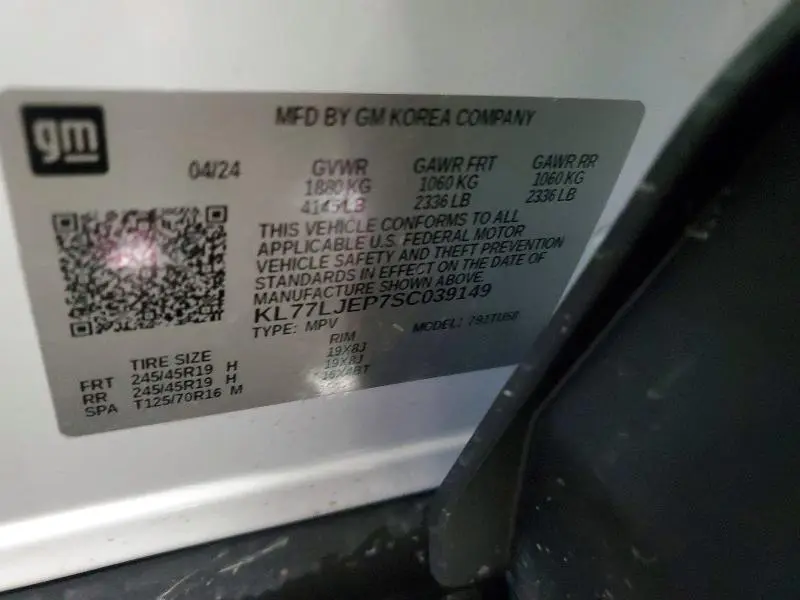 gm
MFD BY GM KOREA COMPANY
04/24 GVWR GAWR FRT GAWR RR
1880 KG 1060 KG 1060 KG
4145 LB 2336 LB 2336 LB
THIS VEHICLE CONFORMS TO ALL
APPLICABLE U.S. FEDERAL MOTOR
VEHICLE SAFETY AND THEFT PREVENTION
STANDARDS IN EFFECT ON THE DATE OF
MANUFACTURE SHOWN ABOVE.
KL77LJEP7SC039149
TYPE: MPV MODEL:
TIRE SIZE RIM
FRT 245/45R19 H 19X8J
RR 245/45R19 H 19X8J
SPA T125/70R16 M 16X4BT